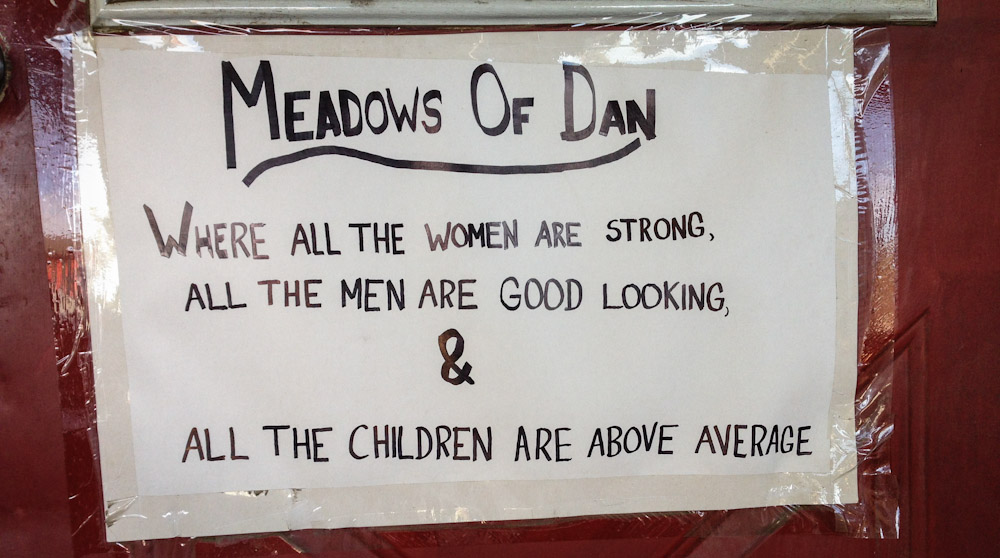 MEADOWS OF DAN
WHERE ALL THE WOMEN ARE STRONG,
ALL THE MEN ARE GOOD LOOKING,
&
ALL THE CHILDREN ARE ABOVE AVERAGE